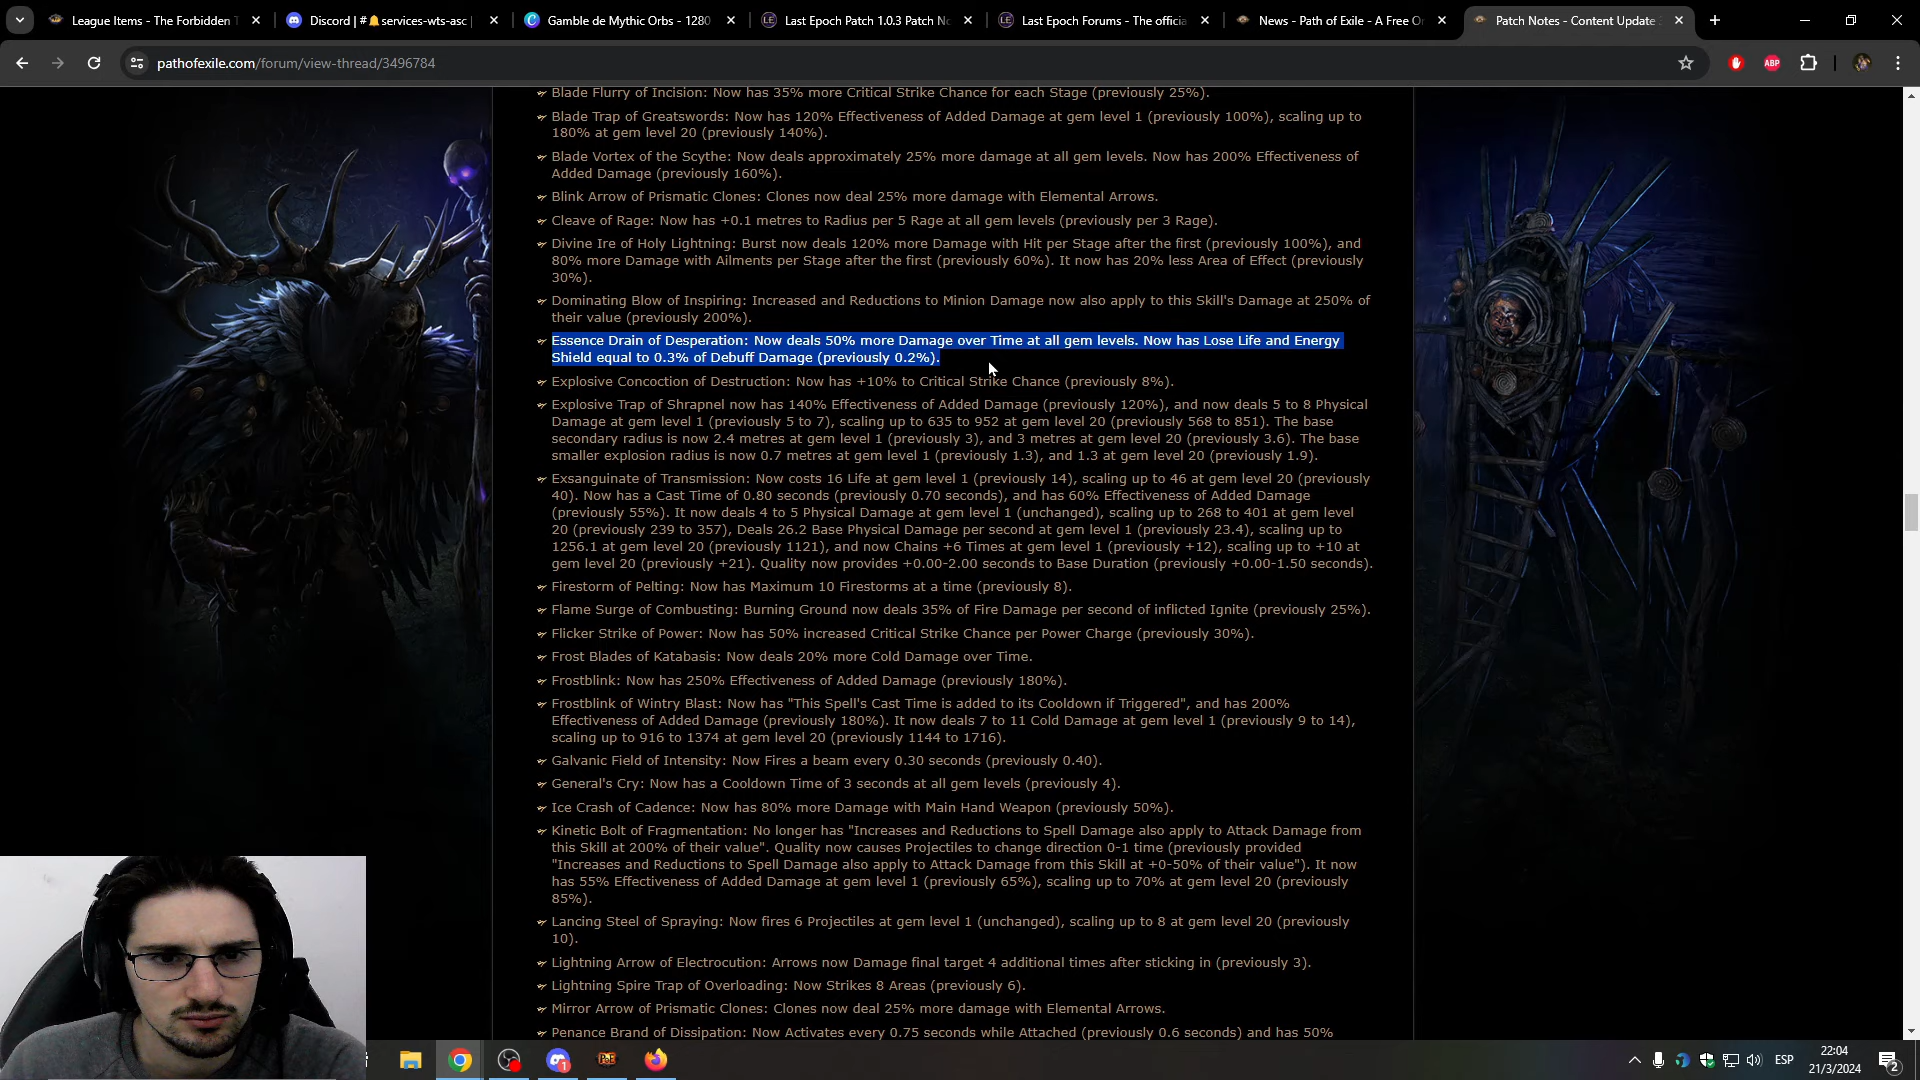 League Items - The Forbidden T
Discord | #🔔services-wts-asc |
Gamble de Mythic Orbs - 1280
Last Epoch Patch 1.0.3 Patch No
Last Epoch Forums - The officia
News - Path of Exile - A Free On
Patch Notes - Content Update 3
pathofexile.com/forum/view-thread/3496784
ABP
Blade Flurry of Incision: Now has 35% more Critical Strike Chance for each Stage (previously 25%).
Blade Trap of Greatswords: Now has 120% Effectiveness of Added Damage at gem level 1 (previously 100%), scaling up to
180% at gem level 20 (previously 140%).
Blade Vortex of the Scythe: Now deals approximately 25% more damage at all gem levels. Now has 200% Effectiveness of
Added Damage (previously 160%).
Blink Arrow of Prismatic Clones: Clones now deal 25% more damage with Elemental Arrows.
Cleave of Rage: Now has +0.1 metres to Radius per 5 Rage at all gem levels (previously per 3 Rage).
Divine Ire of Holy Lightning: Burst now deals 120% more Damage with Hit per Stage after the first (previously 100%), and
80% more Damage with Ailments per Stage after the first (previously 60%). It now has 20% less Area of Effect (previously
30%).
Dominating Blow of Inspiring: Increased and Reductions to Minion Damage now also apply to this Skill's Damage at 250% of
their value (previously 200%).
Essence Drain of Desperation: Now deals 50% more Damage over Time at all gem levels. Now has Lose Life and Energy
Shield equal to 0.3% of Debuff Damage (previously 0.2%).
Explosive Concoction of Destruction: Now has +10% to Critical Strike Chance (previously 8%).
Explosive Trap of Shrapnel now has 140% Effectiveness of Added Damage (previously 120%), and now deals 5 to 8 Physical
Damage at gem level 1 (previously 5 to 7), scaling up to 635 to 952 at gem level 20 (previously 568 to 851). The base
secondary radius is now 2.4 metres at gem level 1 (previously 3), and 3 metres at gem level 20 (previously 3.6). The base
smaller explosion radius is now 0.7 metres at gem level 1 (previously 1.3), and 1.3 at gem level 20 (previously 1.9).
Exsanguinate of Transmission: Now costs 16 Life at gem level 1 (previously 14), scaling up to 46 at gem level 20 (previously
40). Now has a Cast Time of 0.80 seconds (previously 0.70 seconds), and has 60% Effectiveness of Added Damage
(previously 55%). It now deals 4 to 5 Physical Damage at gem level 1 (unchanged), scaling up to 268 to 401 at gem level
20 (previously 239 to 357), Deals 26.2 Base Physical Damage per second at gem level 1 (previously 23.4), scaling up to
1256.1 at gem level 20 (previously 1121), and now Chains +6 Times at gem level 1 (previously +12), scaling up to +10 at
gem level 20 (previously +21). Quality now provides +0.00-2.00 seconds to Base Duration (previously +0.00-1.50 seconds).
Firestorm of Pelting: Now has Maximum 10 Firestorms at a time (previously 8).
Flame Surge of Combusting: Burning Ground now deals 35% of Fire Damage per second of inflicted Ignite (previously 25%).
Flicker Strike of Power: Now has 50% increased Critical Strike Chance per Power Charge (previously 30%).
Frost Blades of Katabasis: Now deals 20% more Cold Damage over Time.
Frostblink: Now has 250% Effectiveness of Added Damage (previously 180%).
Frostblink of Wintry Blast: Now has "This Spell's Cast Time is added to its Cooldown if Triggered", and has 200%
Effectiveness of Added Damage (previously 180%). It now deals 7 to 11 Cold Damage at gem level 1 (previously 9 to 14),
scaling up to 916 to 1374 at gem level 20 (previously 1144 to 1716).
Galvanic Field of Intensity: Now Fires a beam every 0.30 seconds (previously 0.40).
General's Cry: Now has a Cooldown Time of 3 seconds at all gem levels (previously 4).
Ice Crash of Cadence: Now has 80% more Damage with Main Hand Weapon (previously 50%).
Kinetic Bolt of Fragmentation: No longer has "Increases and Reductions to Spell Damage also apply to Attack Damage from
this Skill at 200% of their value". Quality now causes Projectiles to change direction 0-1 time (previously provided
"Increases and Reductions to Spell Damage also apply to Attack Damage from this Skill at +0-50% of their value"). It now
has 55% Effectiveness of Added Damage at gem level 1 (previously 65%), scaling up to 70% at gem level 20 (previously
85%).
Lancing Steel of Spraying: Now fires 6 Projectiles at gem level 1 (unchanged), scaling up to 8 at gem level 20 (previously
10).
Lightning Arrow of Electrocution: Arrows now Damage final target 4 additional times after sticking in (previously 3).
Lightning Spire Trap of Overloading: Now Strikes 8 Areas (previously 6).
Mirror Arrow of Prismatic Clones: Clones now deal 25% more damage with Elemental Arrows.
Penance Brand of Dissipation: Now Activates every 0.75 seconds while Attached (previously 0.6 seconds) and has 50%
1
PoE
ESP
22:04
21/3/2024
2